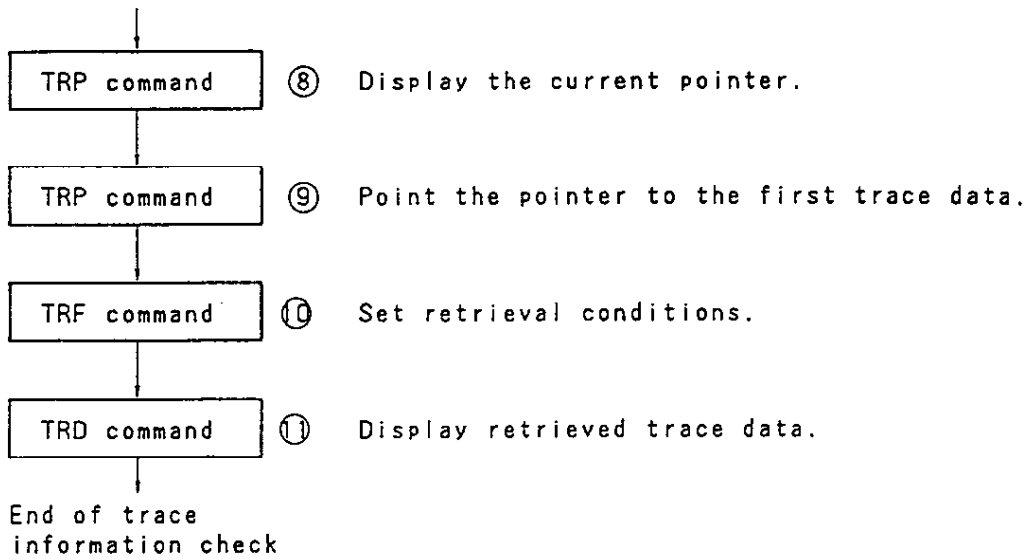 TRP command ⑧ Display the current pointer.
TRP command ⑨ Point the pointer to the first trace data.
TRF command ⑩ Set retrieval conditions.
TRD command ⑪ Display retrieved trace data.
End of trace
information check